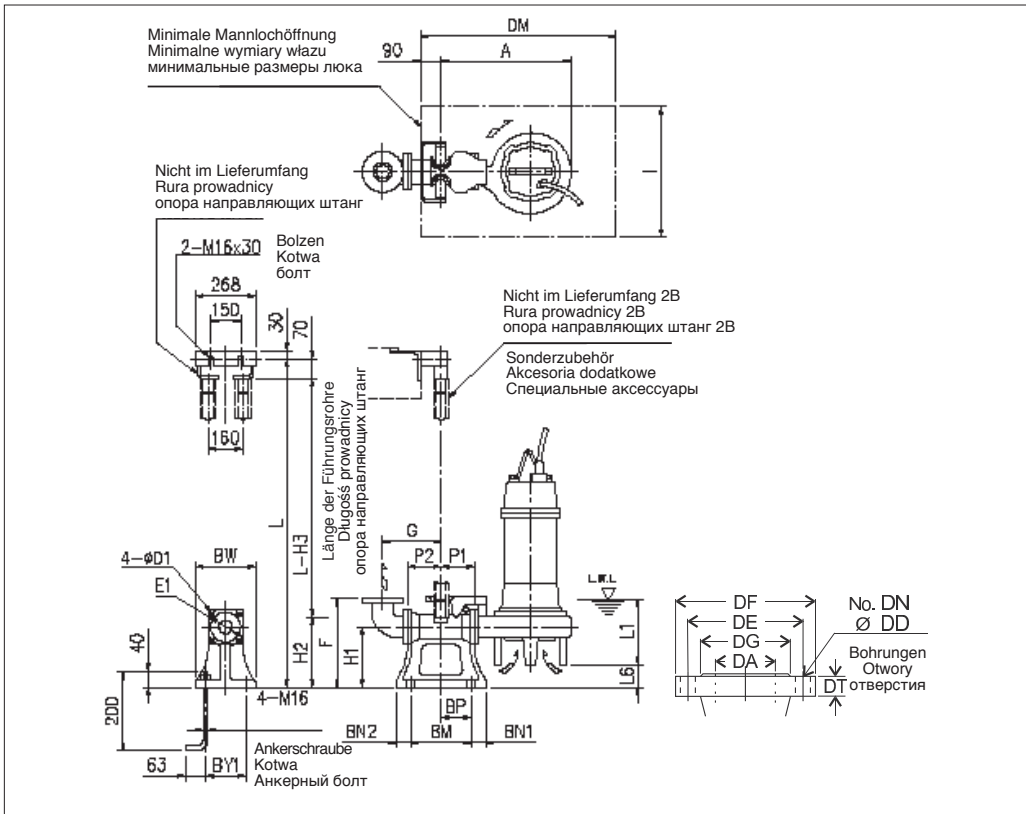 Minimale Mannlochöffnung
Minimalne wymiary włazu
минимальные размеры люка
DM
90
A
I
Nicht im Lieferumfang
Rura prowadnicy
опора направляющих штанг
2-M16x30
Bolzen
Kotwa
болт
268
150
30
70
160
Nicht im Lieferumfang 2B
Rura prowadnicy 2B
опора направляющих штанг 2B
Sonderzubehör
Akcesoria dodatkowe
Специальные аксессуары
Länge der Führungsrohre
Długość prowadnicy
опора направляющих штанг
L
L-H3
G
P2
P1
4-øD1
BW
E1
L.W.L
F
H1
H2
L1
L6
40
200
4-M16
BP
BN2
BM
BN1
63
BY1
Ankerschraube
Kotwa
Анкерный болт
DF
DE
DG
DA
No. DN
Ø DD
Bohrungen
Otwory
отверстия
DT